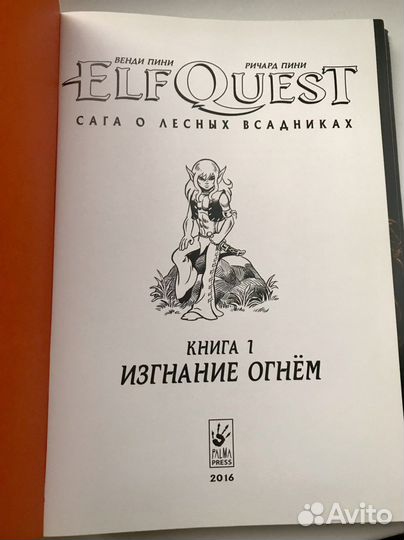 ВЕНДИ ПИНИ РИЧАРД ПИНИ
ELFQUEST
САГА О ЛЕСНЫХ ВСАДНИКАХ
КНИГА 1
ИЗГНАНИЕ ОГНЁМ
PALMA
PRESS
2016
Avito